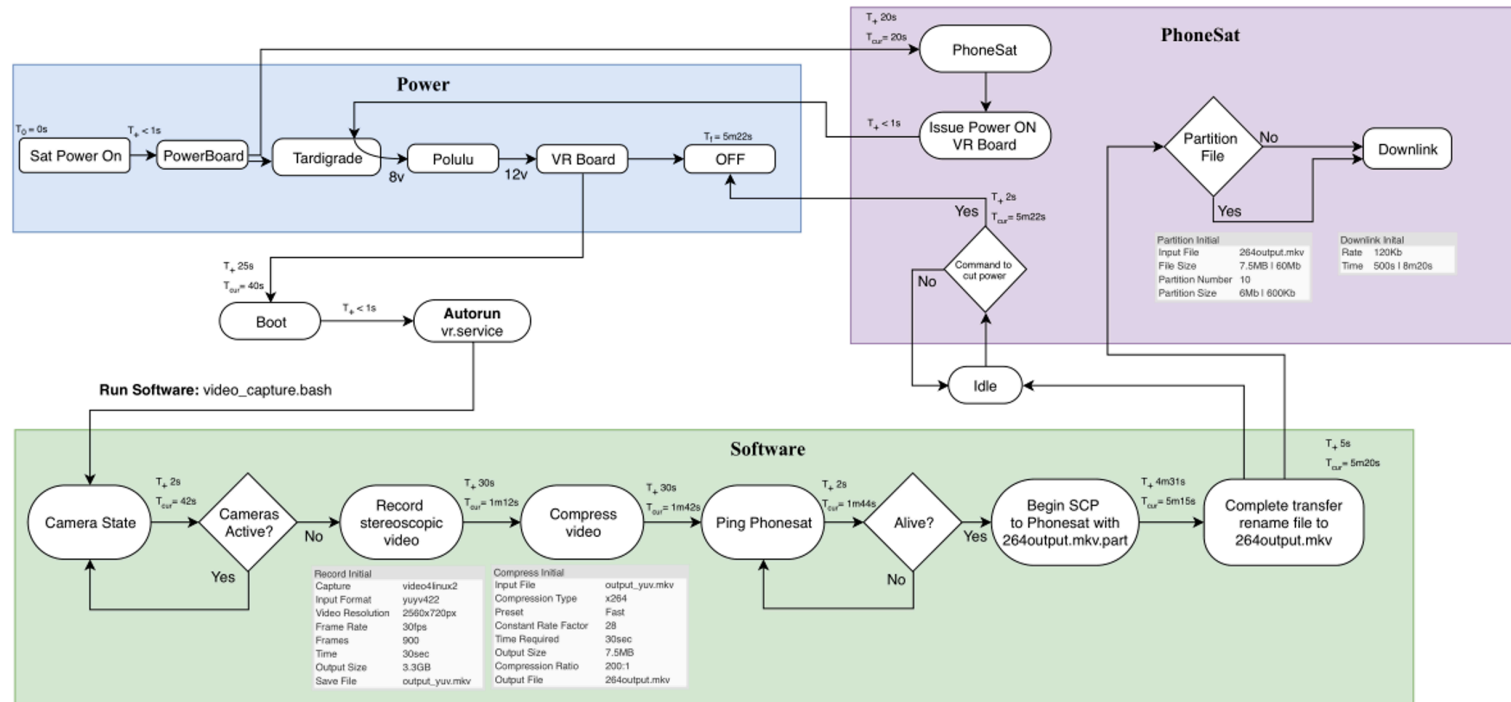 Power
T0 = 0s
Sat Power On
T+ < 1s
PowerBoard
Tardigrade
8v
Polulu
12v
VR Board
Tf = 5m22s
OFF
PhoneSat
T+ 20s
Tcur= 20s
PhoneSat
T+ < 1s
Issue Power ON
VR Board
Partition
File
No
Yes
Downlink
Partition Initial
Input File 264output.mkv
File Size 7.5MB | 60Mb
Partition Number 10
Partition Size 6Mb | 600Kb
Downlink Inital
Rate 120Kb
Time 500s | 8m20s
T+ 2s
Tcur= 5m22s
Yes
Command to
cut power
No
Idle
T+ 25s
Tcur= 40s
Boot
T+ < 1s
Autorun
vr.service
Run Software: video_capture.bash
Software
Camera State
T+ 2s
Tcur= 42s
Cameras
Active?
No
Yes
Record
stereoscopic
video
T+ 30s
Tcur= 1m12s
Compress
video
T+ 30s
Tcur= 1m42s
Ping Phonesat
T+ 2s
Tcur= 1m44s
Alive?
Yes
No
Begin SCP
to Phonesat with
264output.mkv.part
T+ 4m31s
Tcur= 5m15s
Complete transfer
rename file to
264output.mkv
T+ 5s
Tcur= 5m20s
Record Initial
Capture video4linux2
Input Format yuyv422
Video Resolution 2560x720px
Frame Rate 30fps
Frames 900
Time 30sec
Output Size 3.3GB
Save File output_yuv.mkv
Compress Initial
Input File output_yuv.mkv
Compression Type x264
Preset Fast
Constant Rate Factor 28
Time Required 30sec
Output Size 7.5MB
Compression Ratio 200:1
Output File 264output.mkv